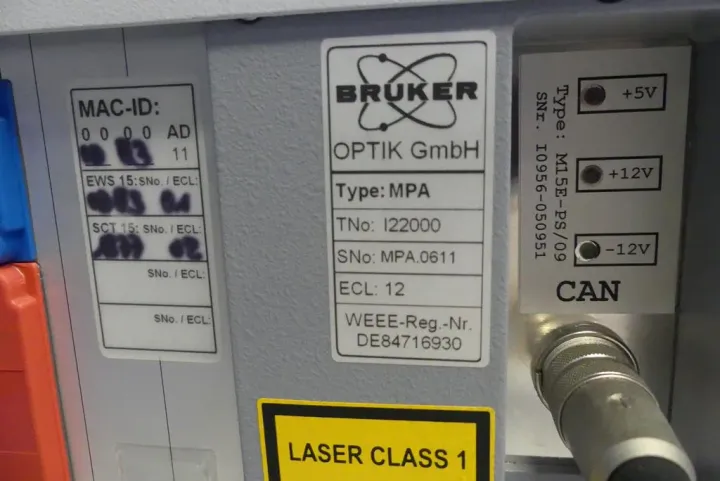 MAC-ID:
0 0 0 0 AD
11
EWS 15: SNo. / ECL:
SCT 15: SNo. / ECL:
SNo. / ECL:
SNo. / ECL:
BRUKER
OPTIK GmbH
Type: MPA
TNo: I22000
SNo: MPA.0611
ECL: 12
WEEE-Reg.-Nr.
DE84716930
LASER CLASS 1
Type: M15E-PS/09
SNr. I0956-050951
+5V
+12V
-12V
CAN